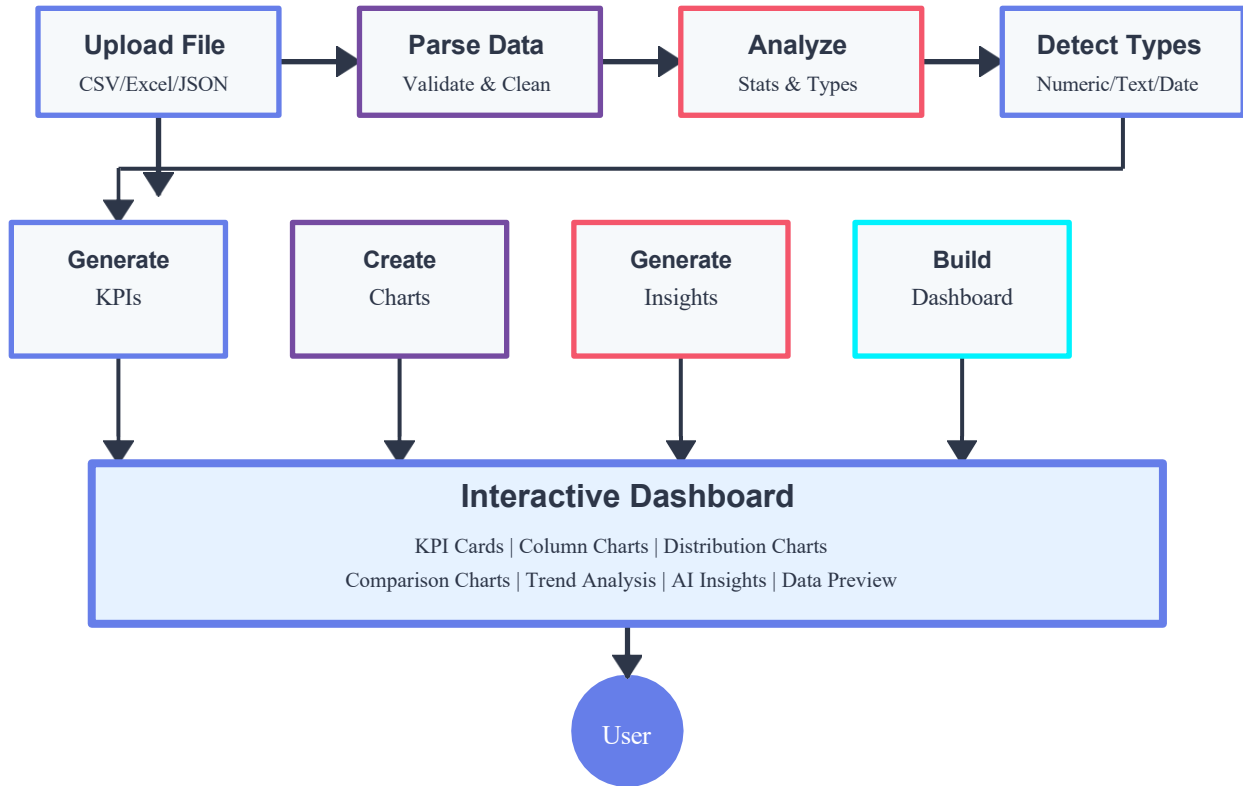 Upload File
CSV/Excel/JSON
Parse Data
Validate & Clean
Analyze
Stats & Types
Detect Types
Numeric/Text/Date
Generate
KPIs
Create
Charts
Generate
Insights
Build
Dashboard
Interactive Dashboard
KPI Cards | Column Charts | Distribution Charts
Comparison Charts | Trend Analysis | AI Insights | Data Preview
User